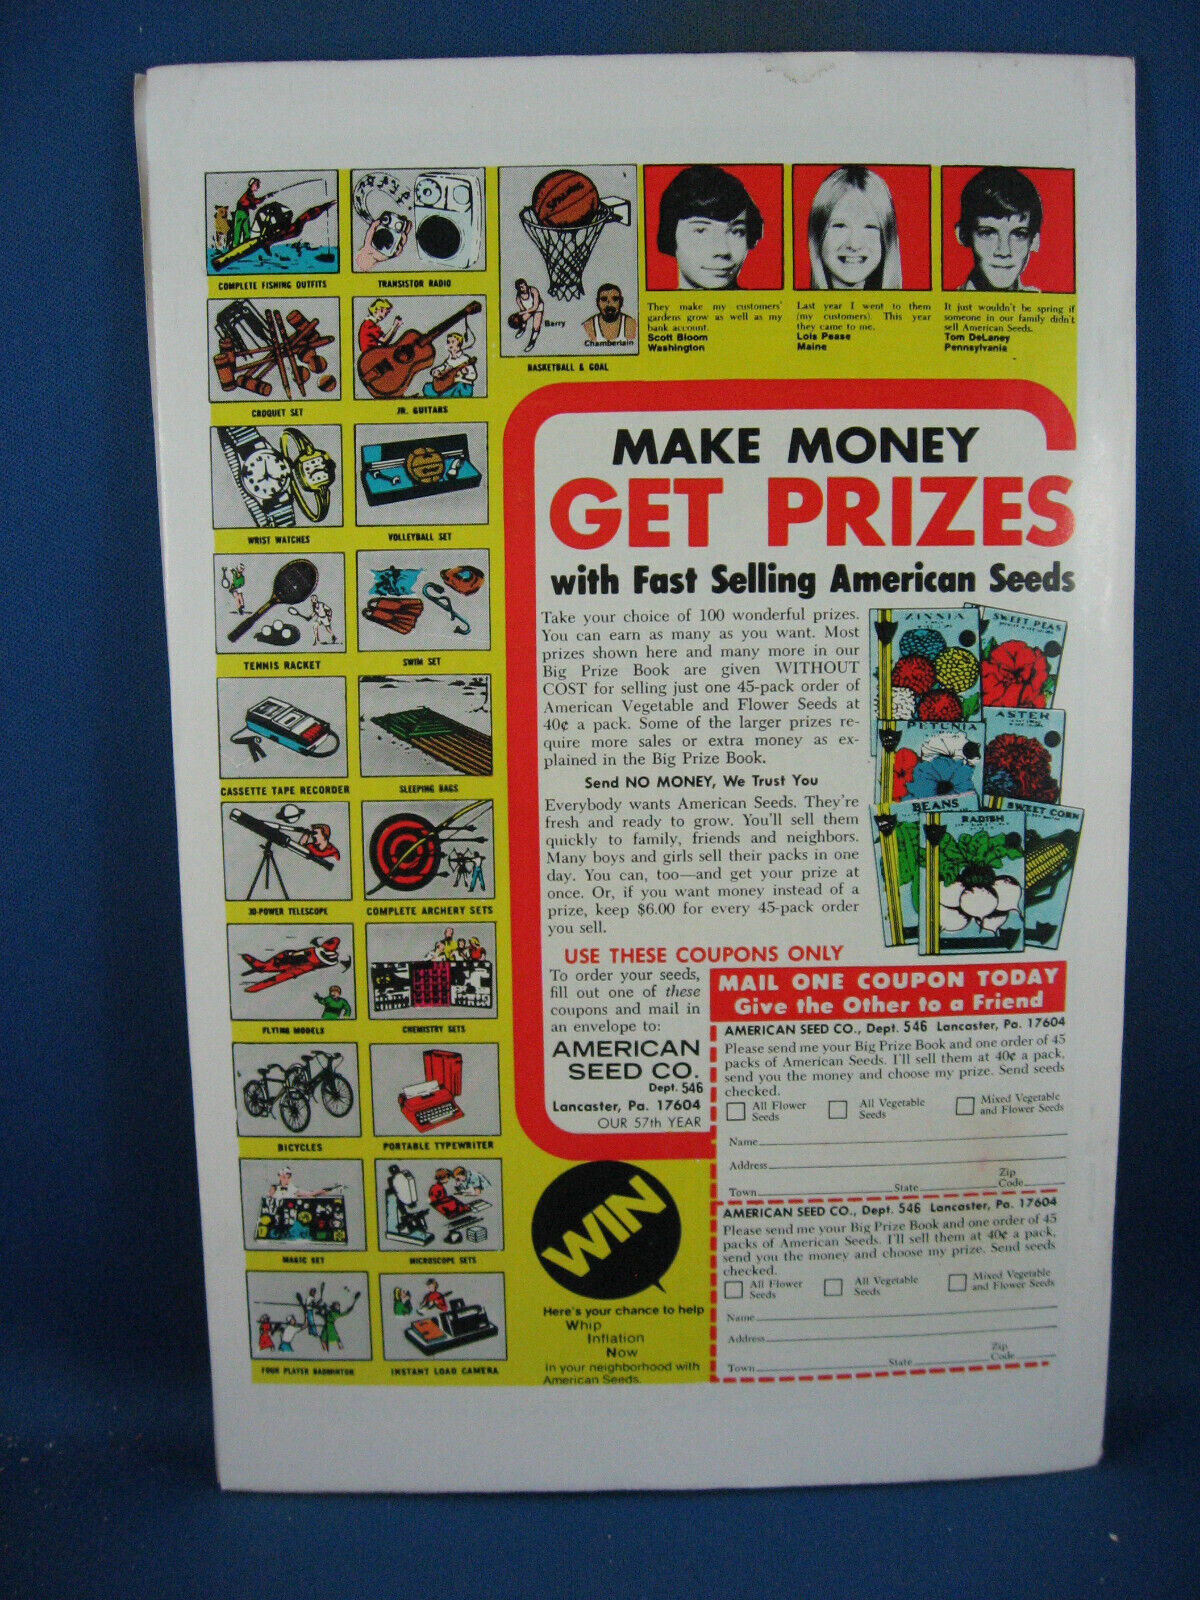 COMPLETE FISHING OUTFITS
TRANSISTOR RADIO
SPALDING
Barry
Chamberlain
BASKETBALL & GOAL
CROQUET SET
JR. GUITARS
WRIST WATCHES
VOLLEYBALL SET
TENNIS RACKET
SWIM SET
CASSETTE TAPE RECORDER
SLEEPING BAGS
30-POWER TELESCOPE
COMPLETE ARCHERY SETS
FLYING MODELS
CHEMISTRY SETS
BICYCLES
PORTABLE TYPEWRITER
MAGIC SET
MICROSCOPE SETS
FOUR PLAYER BADMINTON
INSTANT LOAD CAMERA
They make my customers'
gardens grow as well as my
bank account.
Scott Bloom
Washington
Last year I went to them
(my customers). This year
they came to me.
Lois Pease
Maine
It just wouldn't be spring if
someone in our family didn't
sell American Seeds.
Tom DeLaney
Pennsylvania
MAKE MONEY
GET PRIZES
with Fast Selling American Seeds
Take your choice of 100 wonderful prizes.
You can earn as many as you want. Most
prizes shown here and many more in our
Big Prize Book are given WITHOUT
COST for selling just one 45-pack order of
American Vegetable and Flower Seeds at
40¢ a pack. Some of the larger prizes re-
quire more sales or extra money as ex-
plained in the Big Prize Book.
Send NO MONEY, We Trust You
Everybody wants American Seeds. They're
fresh and ready to grow. You'll sell them
quickly to family, friends and neighbors.
Many boys and girls sell their packs in one
day. You can, too—and get your prize at
once. Or, if you want money instead of a
prize, keep $6.00 for every 45-pack order
you sell.
ZINNIA
SWEET PEAS
PETUNIA
ASTER
BEANS
RADISH
SWEET CORN
USE THESE COUPONS ONLY
To order your seeds,
fill out one of these
coupons and mail in
an envelope to:
AMERICAN
SEED CO.
Dept. 546
Lancaster, Pa. 17604
OUR 57th YEAR
MAIL ONE COUPON TODAY
Give the Other to a Friend
AMERICAN SEED CO., Dept. 546 Lancaster, Pa. 17604
Please send me your Big Prize Book and one order of 45
packs of American Seeds. I'll sell them at 40¢ a pack,
send you the money and choose my prize. Send seeds
checked.
All Flower Seeds
All Vegetable Seeds
Mixed Vegetable and Flower Seeds
Name
Address
Town State Zip Code
AMERICAN SEED CO., Dept. 546 Lancaster, Pa. 17604
Please send me your Big Prize Book and one order of 45
packs of American Seeds. I'll sell them at 40¢ a pack,
send you the money and choose my prize. Send seeds
checked.
All Flower Seeds
All Vegetable Seeds
Mixed Vegetable and Flower Seeds
Name
Address
Town State Zip Code
WIN
Here's your chance to help
Whip
Inflation
Now
in your neighborhood with
American Seeds.